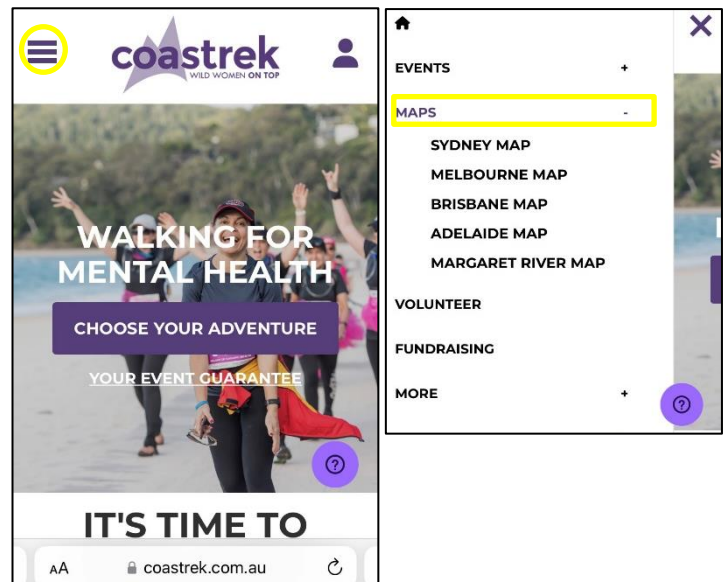 coastrek
WILD WOMEN ON TOP
WALKING FOR
MENTAL HEALTH
CHOOSE YOUR ADVENTURE
YOUR EVENT GUARANTEE
?
IT'S TIME TO
AA coastrek.com.au
EVENTS +
MAPS -
SYDNEY MAP
MELBOURNE MAP
BRISBANE MAP
ADELAIDE MAP
MARGARET RIVER MAP
VOLUNTEER
FUNDRAISING
MORE +
?